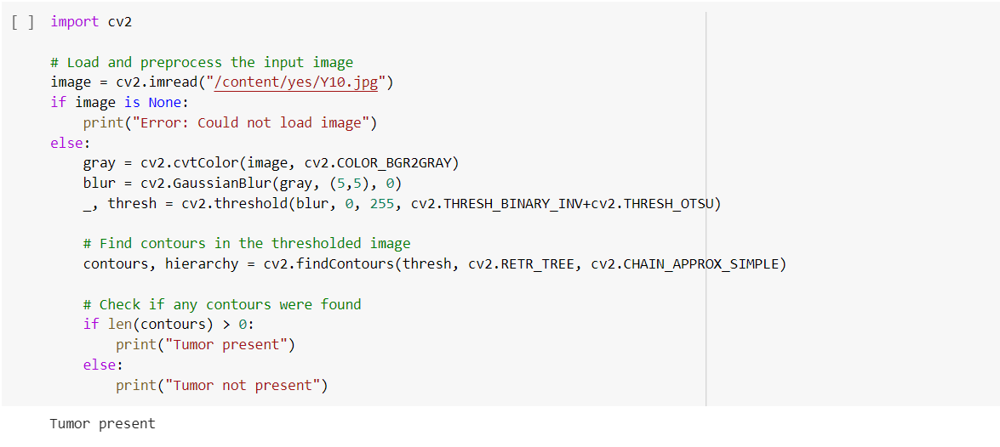 [ ] import cv2

# Load and preprocess the input image
image = cv2.imread("/content/yes/Y10.jpg")
if image is None:
    print("Error: Could not load image")
else:
    gray = cv2.cvtColor(image, cv2.COLOR_BGR2GRAY)
    blur = cv2.GaussianBlur(gray, (5,5), 0)
    _, thresh = cv2.threshold(blur, 0, 255, cv2.THRESH_BINARY_INV+cv2.THRESH_OTSU)

    # Find contours in the thresholded image
    contours, hierarchy = cv2.findContours(thresh, cv2.RETR_TREE, cv2.CHAIN_APPROX_SIMPLE)

    # Check if any contours were found
    if len(contours) > 0:
        print("Tumor present")
    else:
        print("Tumor not present")

Tumor present